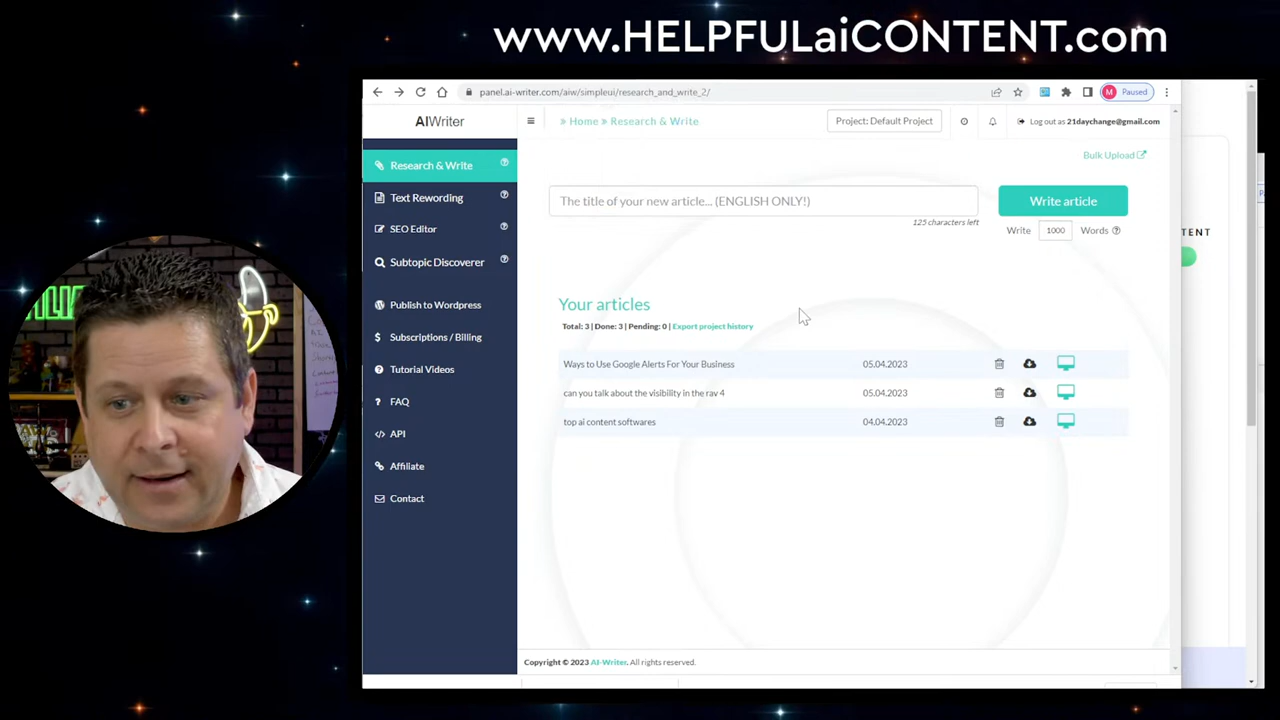 www.HELPFULaiCONTENT.com
panel.ai-writer.com/aiw/simpleui/research_and_write_2/
Paused
AIWriter
» Home » Research & Write
Project: Default Project
Log out as 21daychange@gmail.com
Research & Write
Bulk Upload
Text Rewording
The title of your new article... (ENGLISH ONLY!)
Write article
125 characters left
Write 1000 Words
SEO Editor
NTENT
Subtopic Discoverer
Publish to Wordpress
Your articles
Total: 3 | Done: 3 | Pending: 0 | Export project history
Subscriptions / Billing
Tutorial Videos
Ways to Use Google Alerts For Your Business 05.04.2023
can you talk about the visibility in the rav 4 05.04.2023
FAQ
top ai content softwares 04.04.2023
API
Affiliate
Contact
Copyright © 2023 AI-Writer. All rights reserved.